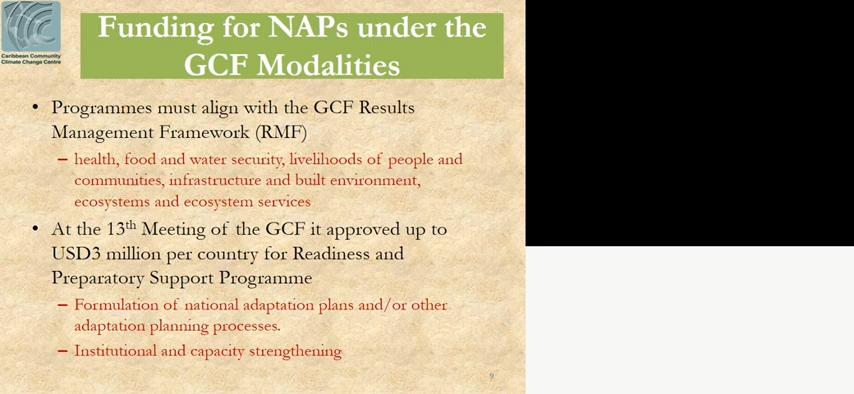 Caribbean Community
Climate Change Centre
Funding for NAPs under the
GCF Modalities
• Programmes must align with the GCF Results
Management Framework (RMF)
– health, food and water security, livelihoods of people and
communities, infrastructure and built environment,
ecosystems and ecosystem services
• At the 13th Meeting of the GCF it approved up to
USD3 million per country for Readiness and
Preparatory Support Programme
– Formulation of national adaptation plans and/or other
adaptation planning processes.
– Institutional and capacity strengthening
9